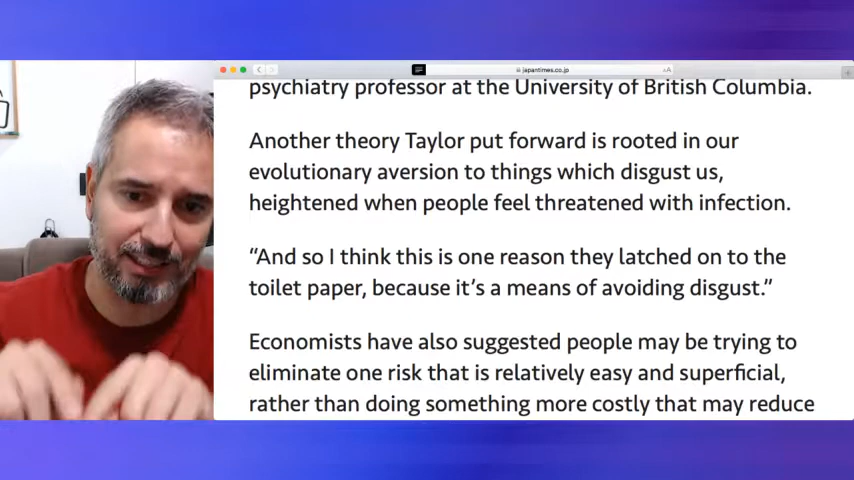 japantimes.co.jp
psychiatry professor at the University of British Columbia.
Another theory Taylor put forward is rooted in our
evolutionary aversion to things which disgust us,
heightened when people feel threatened with infection.
“And so I think this is one reason they latched on to the
toilet paper, because it’s a means of avoiding disgust.”
Economists have also suggested people may be trying to
eliminate one risk that is relatively easy and superficial,
rather than doing something more costly that may reduce